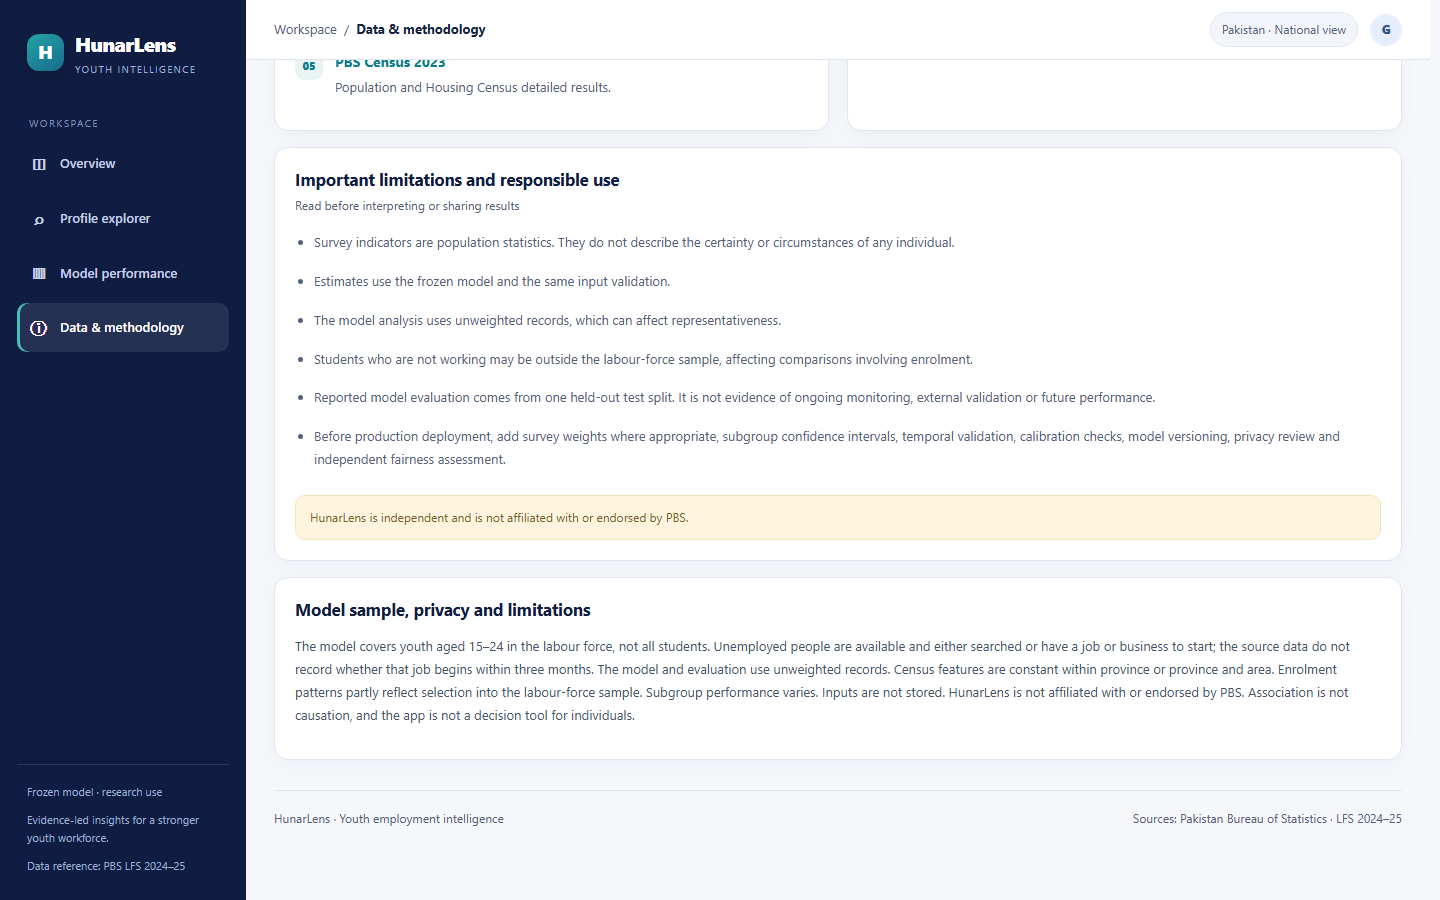 H
HunarLens
YOUTH INTELLIGENCE
WORKSPACE
Overview
Profile explorer
Model performance
Data & methodology
Frozen model · research use
Evidence-led insights for a stronger
youth workforce.
Data reference: PBS LFS 2024–25
Workspace / Data & methodology
Pakistan · National view
G
05
PBS Census 2023
Population and Housing Census detailed results.
Important limitations and responsible use
Read before interpreting or sharing results
• Survey indicators are population statistics. They do not describe the certainty or circumstances of any individual.
• Estimates use the frozen model and the same input validation.
• The model analysis uses unweighted records, which can affect representativeness.
• Students who are not working may be outside the labour-force sample, affecting comparisons involving enrolment.
• Reported model evaluation comes from one held-out test split. It is not evidence of ongoing monitoring, external validation or future performance.
• Before production deployment, add survey weights where appropriate, subgroup confidence intervals, temporal validation, calibration checks, model versioning, privacy review and
independent fairness assessment.
HunarLens is independent and is not affiliated with or endorsed by PBS.
Model sample, privacy and limitations
The model covers youth aged 15–24 in the labour force, not all students. Unemployed people are available and either searched or have a job or business to start; the source data do not
record whether that job begins within three months. The model and evaluation use unweighted records. Census features are constant within province or province and area. Enrolment
patterns partly reflect selection into the labour-force sample. Subgroup performance varies. Inputs are not stored. HunarLens is not affiliated with or endorsed by PBS. Association is not
causation, and the app is not a decision tool for individuals.
HunarLens · Youth employment intelligence
Sources: Pakistan Bureau of Statistics · LFS 2024–25